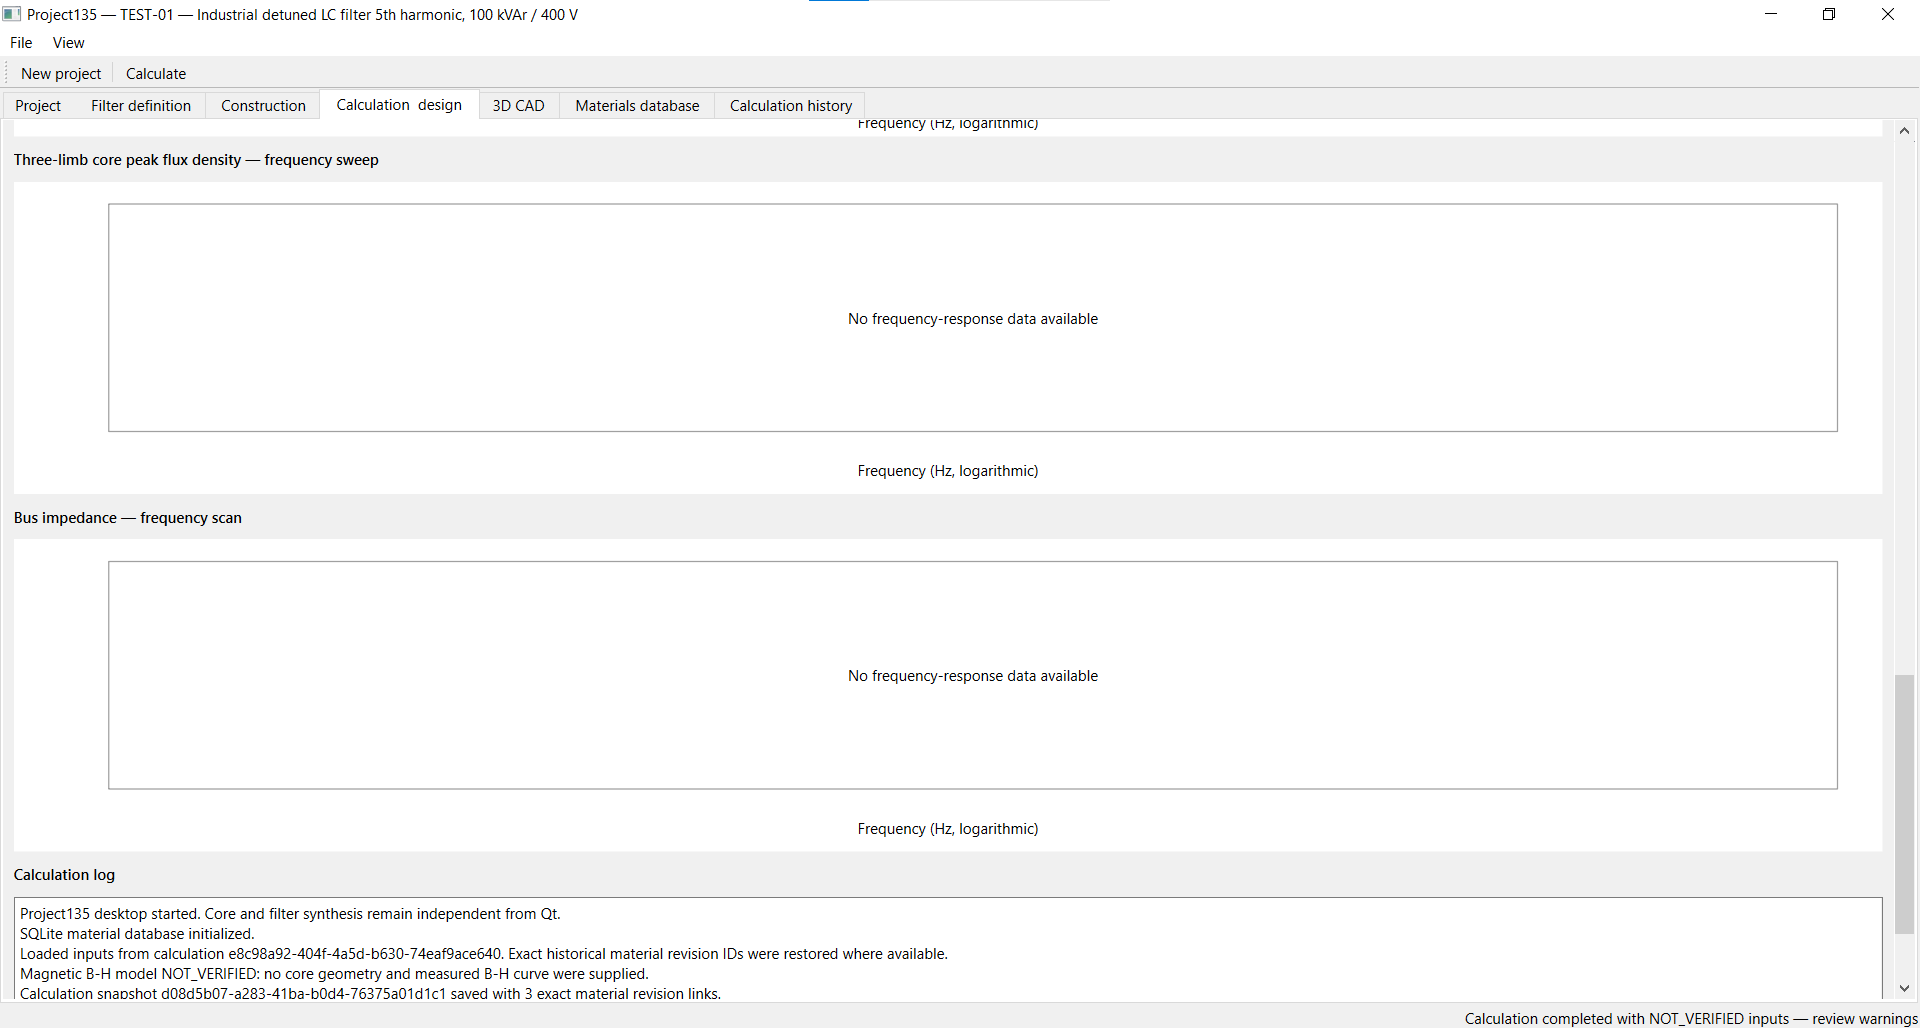 Project135 — TEST-01 — Industrial detuned LC filter 5th harmonic, 100 kVAr / 400 V
File View
New project Calculate
Project Filter definition Construction Calculation design 3D CAD Materials database Calculation history
Frequency (Hz, logarithmic)
Three-limb core peak flux density — frequency sweep
No frequency-response data available
Frequency (Hz, logarithmic)
Bus impedance — frequency scan
No frequency-response data available
Frequency (Hz, logarithmic)
Calculation log
Project135 desktop started. Core and filter synthesis remain independent from Qt.
SQLite material database initialized.
Loaded inputs from calculation e8c98a92-404f-4a5d-b630-74eaf9ace640. Exact historical material revision IDs were restored where available.
Magnetic B-H model NOT_VERIFIED: no core geometry and measured B-H curve were supplied.
Calculation snapshot d08d5b07-a283-41ba-b0d4-76375a01d1c1 saved with 3 exact material revision links.
Calculation completed with NOT_VERIFIED inputs — review warnings